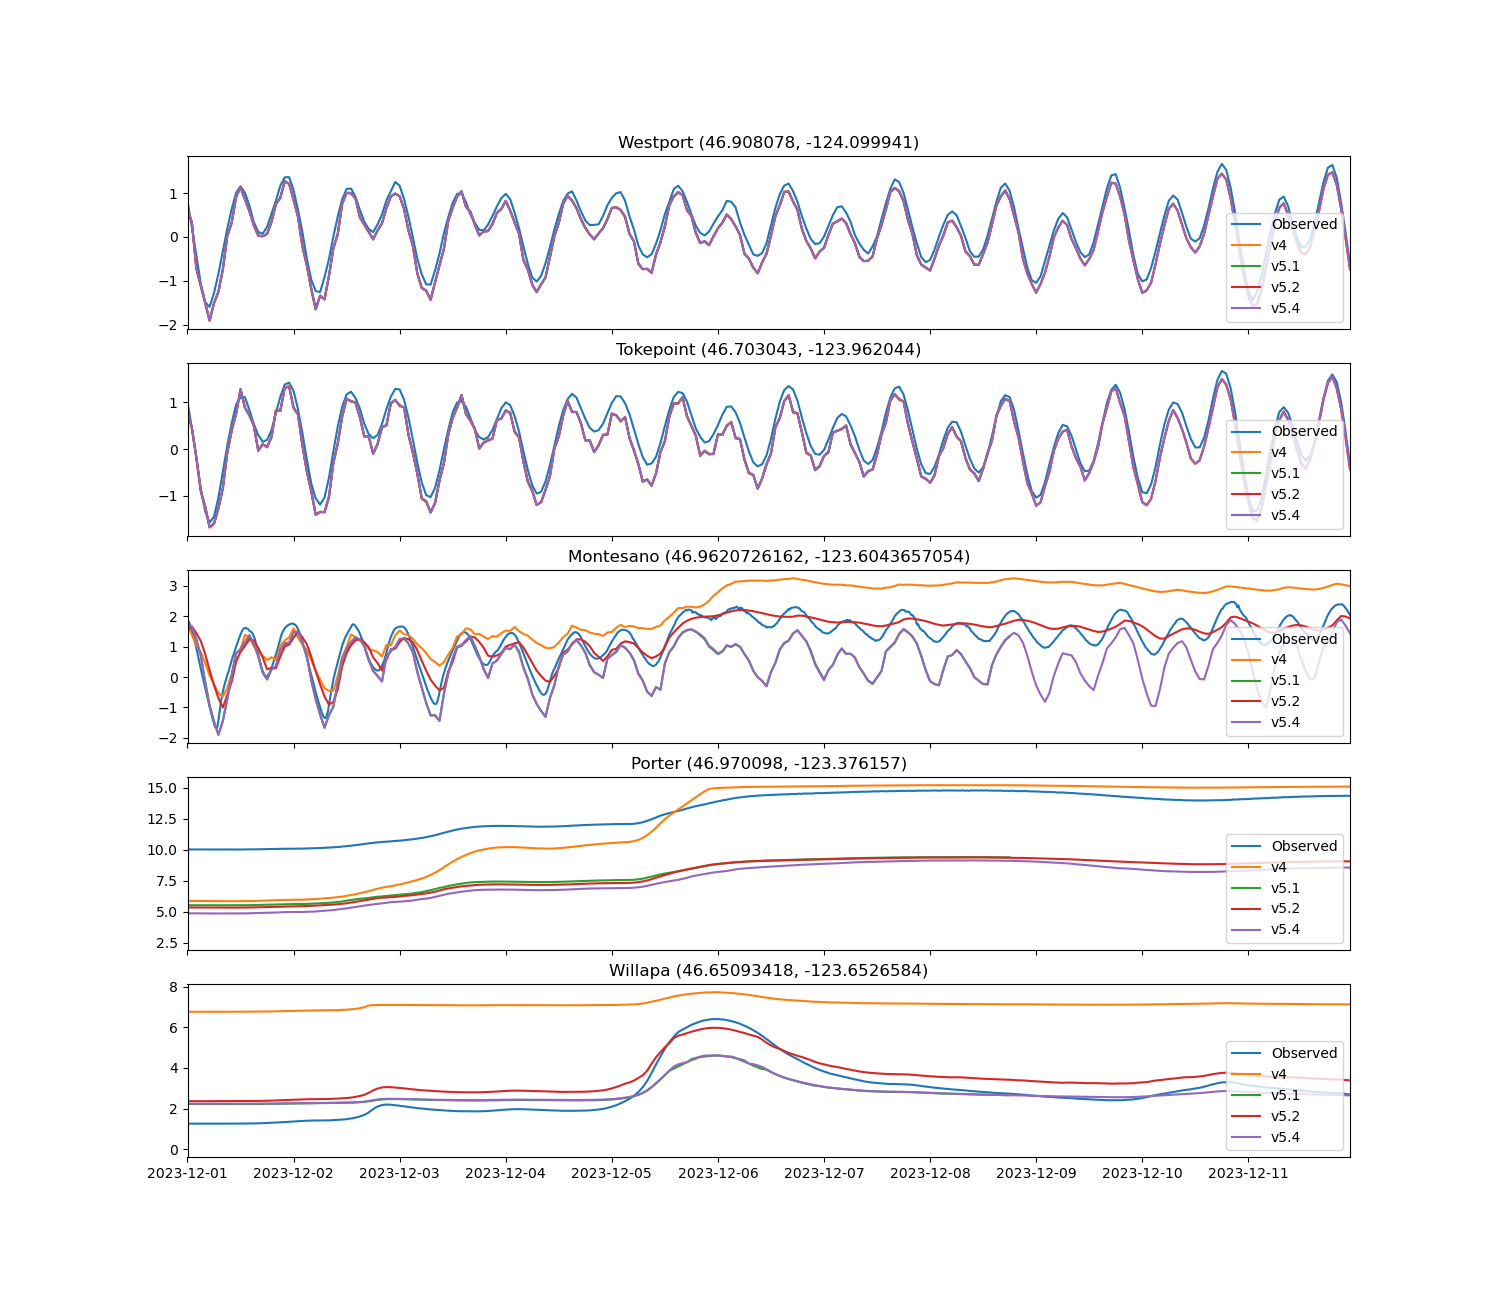 Westport (46.908078, -124.099941)
1
0
−1
−2
Observed
v4
v5.1
v5.2
v5.4
Tokepoint (46.703043, -123.962044)
1
0
−1
Observed
v4
v5.1
v5.2
v5.4
Montesano (46.9620726162, -123.6043657054)
3
2
1
0
−1
−2
Observed
v4
v5.1
v5.2
v5.4
Porter (46.970098, -123.376157)
15.0
12.5
10.0
7.5
5.0
2.5
Observed
v4
v5.1
v5.2
v5.4
Willapa (46.65093418, -123.6526584)
8
6
4
2
0
Observed
v4
v5.1
v5.2
v5.4
2023-12-01 2023-12-02 2023-12-03 2023-12-04 2023-12-05 2023-12-06 2023-12-07 2023-12-08 2023-12-09 2023-12-10 2023-12-11